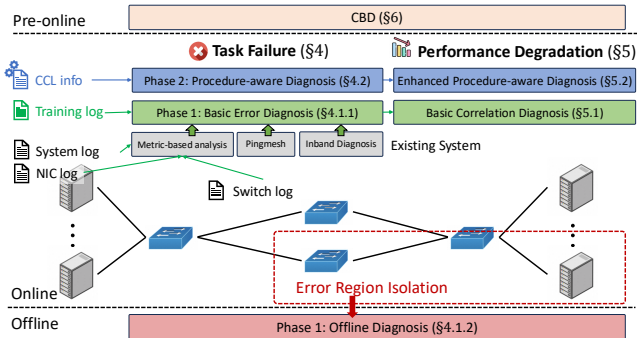 Pre-online
CBD (§6)
Task Failure (§4)
Performance Degradation (§5)
CCL info
Phase 2: Procedure-aware Diagnosis (§4.2)
Enhanced Procedure-aware Diagnosis (§5.2)
Training log
Phase 1: Basic Error Diagnosis (§4.1.1)
Basic Correlation Diagnosis (§5.1)
System log
Metric-based analysis
Pingmesh
Inband Diagnosis
Existing System
NIC log
Switch log
Error Region Isolation
Online
Offline
Phase 1: Offline Diagnosis (§4.1.2)